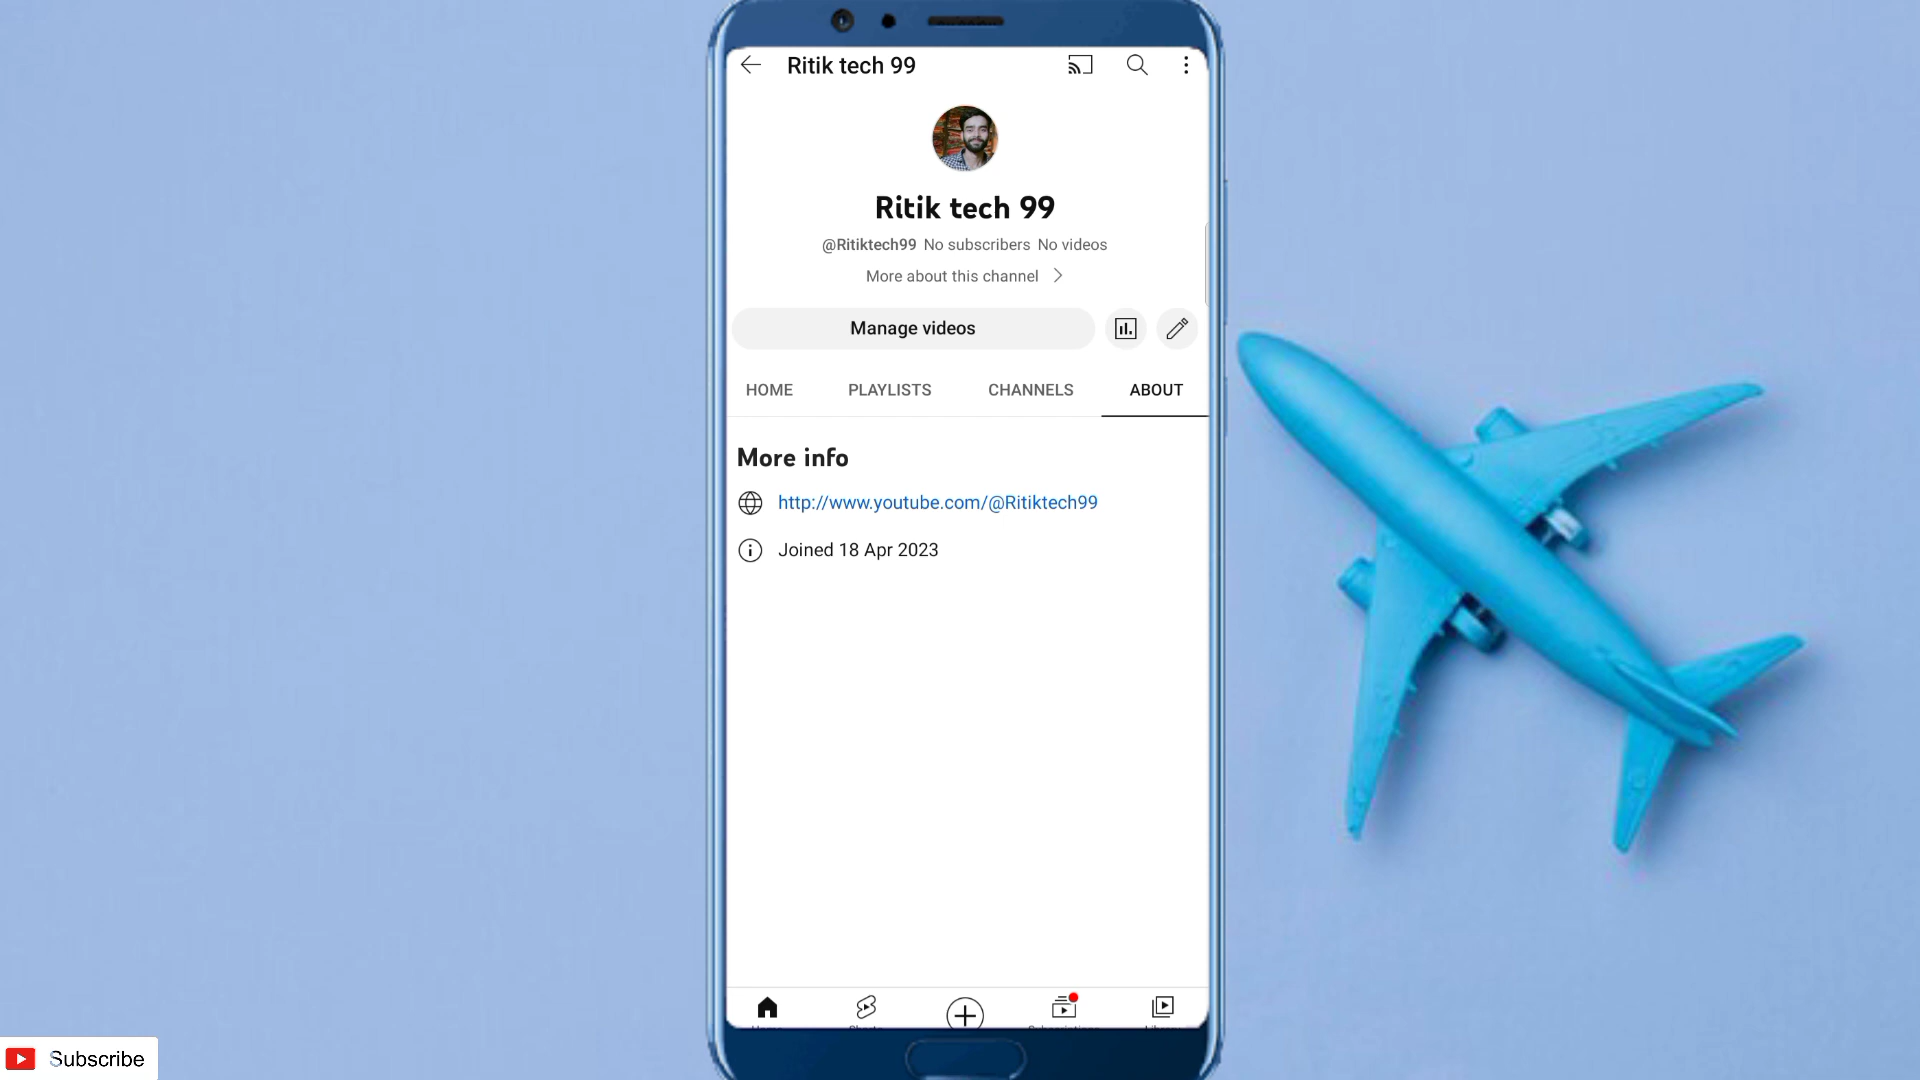 Ritik tech 99
Ritik tech 99
@Ritiktech99 No subscribers No videos
More about this channel
Manage videos
HOME PLAYLISTS CHANNELS ABOUT
More info
http://www.youtube.com/@Ritiktech99
Joined 18 Apr 2023
Subscribe